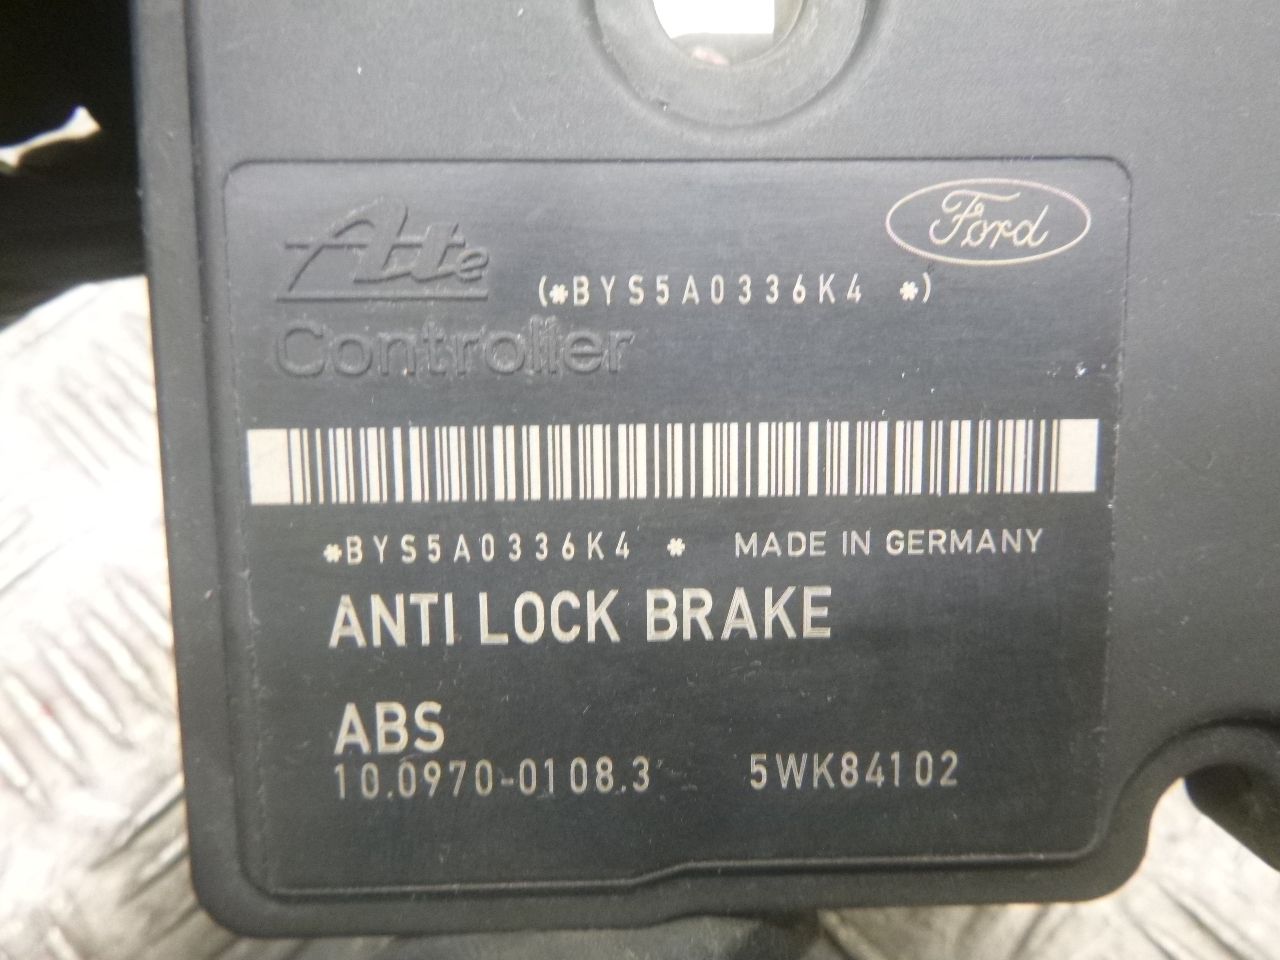 Ate
Ford
(*BYS5A0336K4 *)
Controller
*BYS5A0336K4 * MADE IN GERMANY
ANTI LOCK BRAKE
ABS
10.0970-0108.3 5WK84102